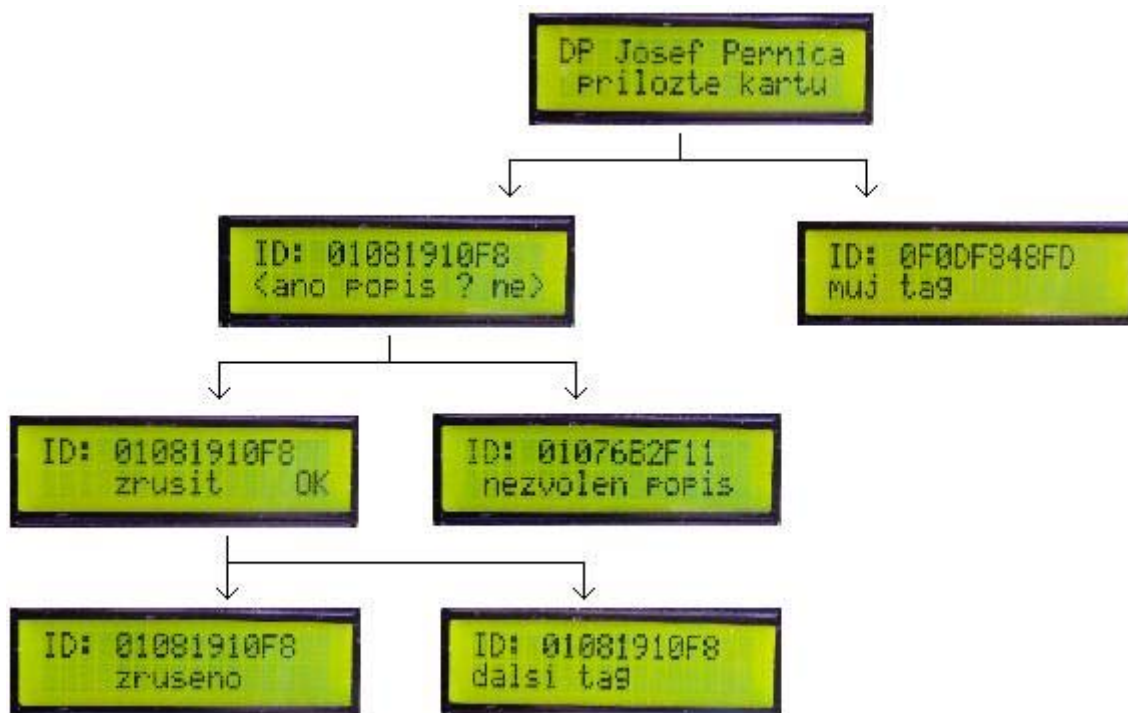 DP Josef Pernica
prilozte kartu
ID: 01081910F8
<ano popis ? ne>
ID: 0F0DF848FD
muj tag
ID: 01081910F8
zrusit OK
ID: 01076B2F11
nezvolen popis
ID: 01081910F8
zruseno
ID: 01081910F8
dalsi tag